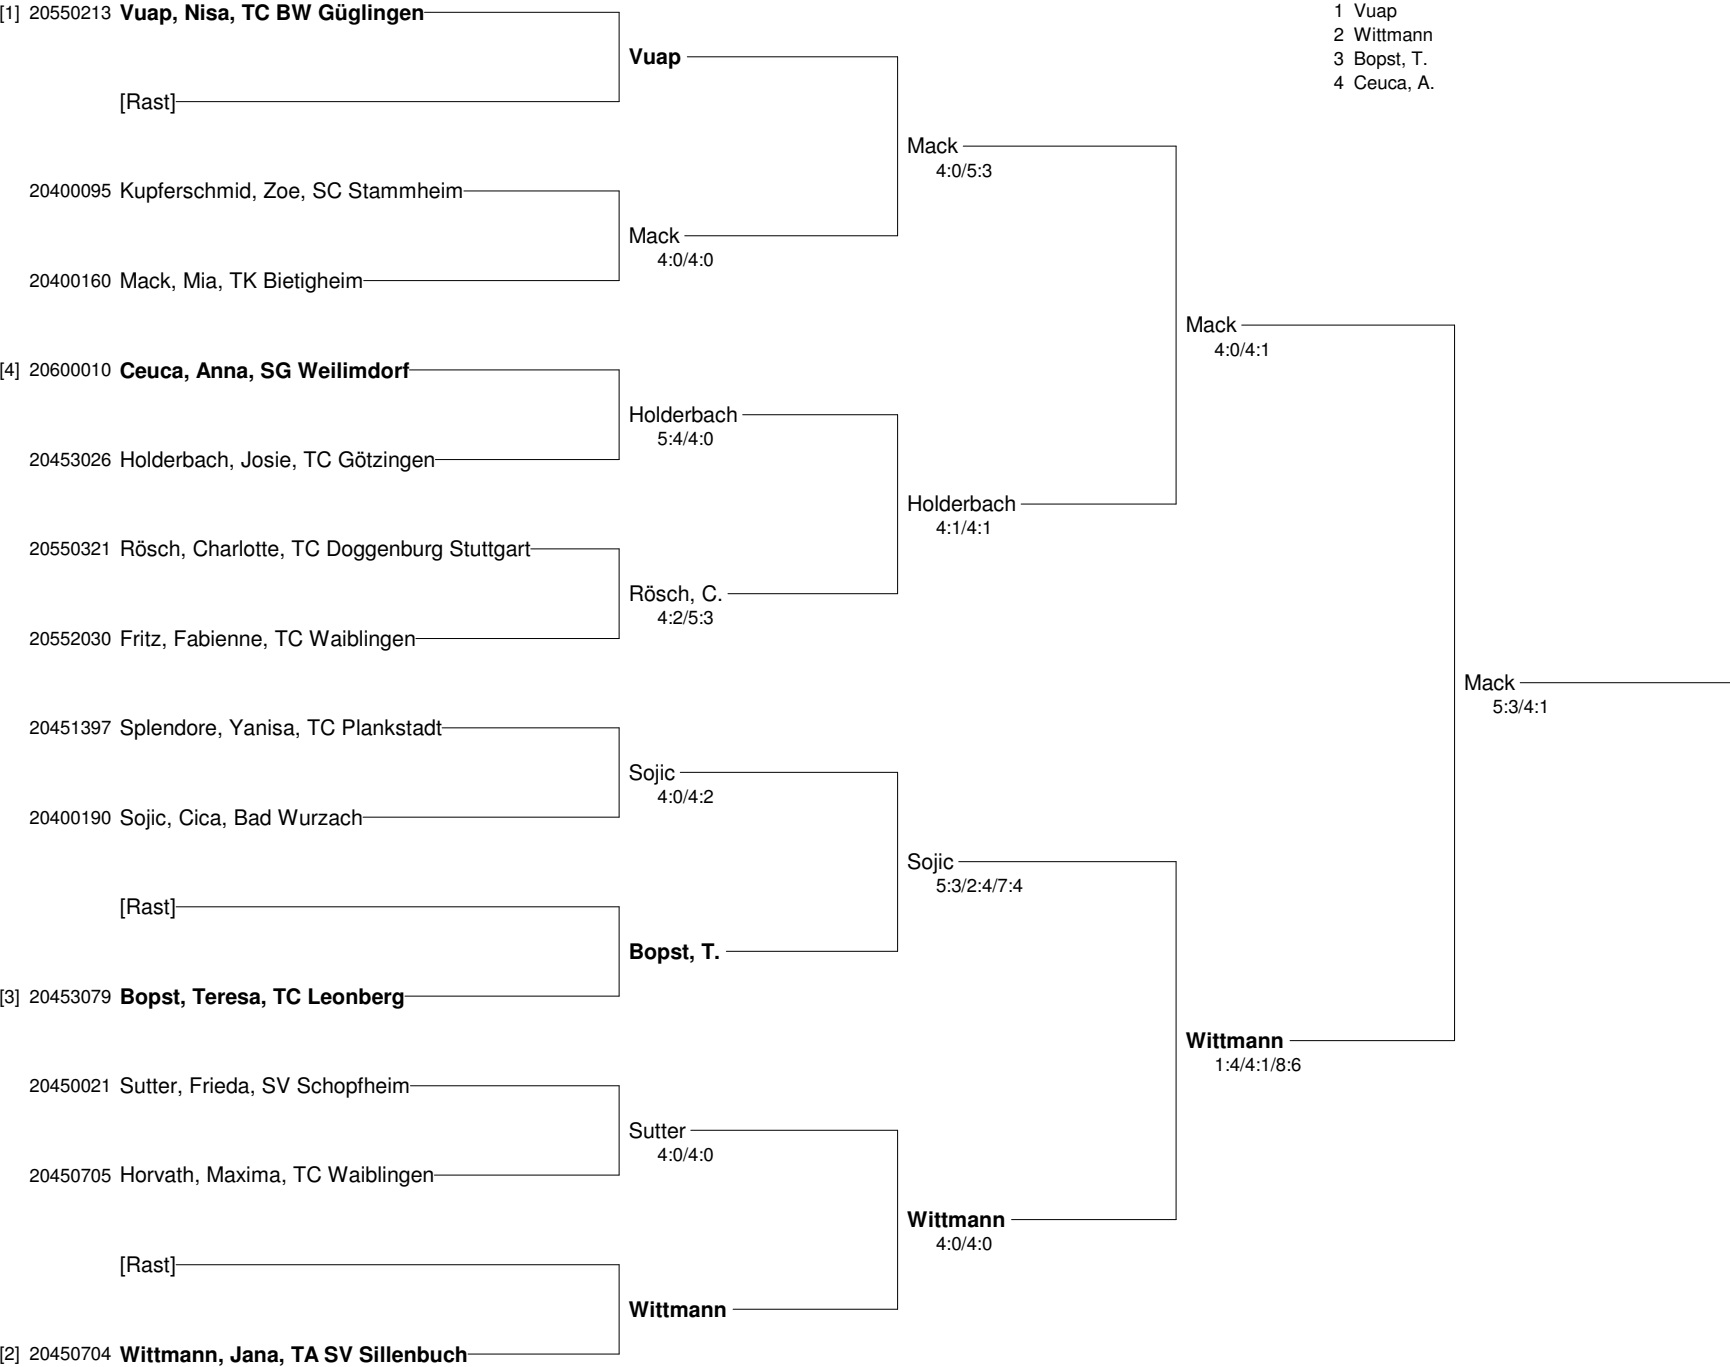 [1] 20550213 Vuap, Nisa, TC BW Güglingen
[Rast]
20400095 Kupferschmid, Zoe, SC Stammheim
20400160 Mack, Mia, TK Bietigheim
[4] 20600010 Ceuca, Anna, SG Weilimdorf
20453026 Holderbach, Josie, TC Götzingen
20550321 Rösch, Charlotte, TC Doggenburg Stuttgart
20552030 Fritz, Fabienne, TC Waiblingen
20451397 Splendore, Yanisa, TC Plankstadt
20400190 Sojic, Cica, Bad Wurzach
[Rast]
[3] 20453079 Bopst, Teresa, TC Leonberg
20450021 Sutter, Frieda, SV Schopfheim
20450705 Horvath, Maxima, TC Waiblingen
[Rast]
[2] 20450704 Wittmann, Jana, TA SV Sillenbuch
Vuap
Mack
4:0/4:0
Holderbach
5:4/4:0
Rösch, C.
4:2/5:3
Sojic
4:0/4:2
Bopst, T.
Sutter
4:0/4:0
Wittmann
Mack
4:0/5:3
Holderbach
4:1/4:1
Sojic
5:3/2:4/7:4
Wittmann
4:0/4:0
Mack
4:0/4:1
Wittmann
1:4/4:1/8:6
Mack
5:3/4:1
1 Vuap
2 Wittmann
3 Bopst, T.
4 Ceuca, A.